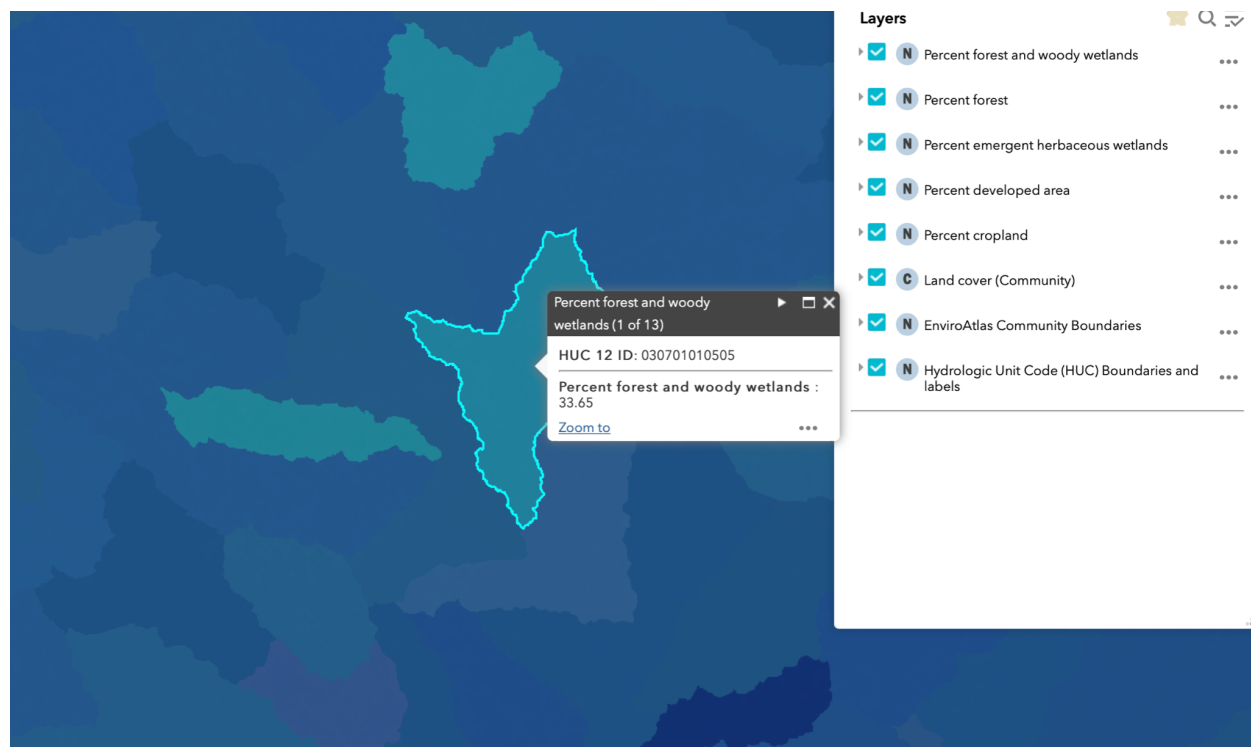 Layers
N Percent forest and woody wetlands
N Percent forest
N Percent emergent herbaceous wetlands
N Percent developed area
N Percent cropland
C Land cover (Community)
N EnviroAtlas Community Boundaries
N Hydrologic Unit Code (HUC) Boundaries and
labels
Percent forest and woody
wetlands (1 of 13)
HUC 12 ID: 030701010505
Percent forest and woody wetlands :
33.65
Zoom to